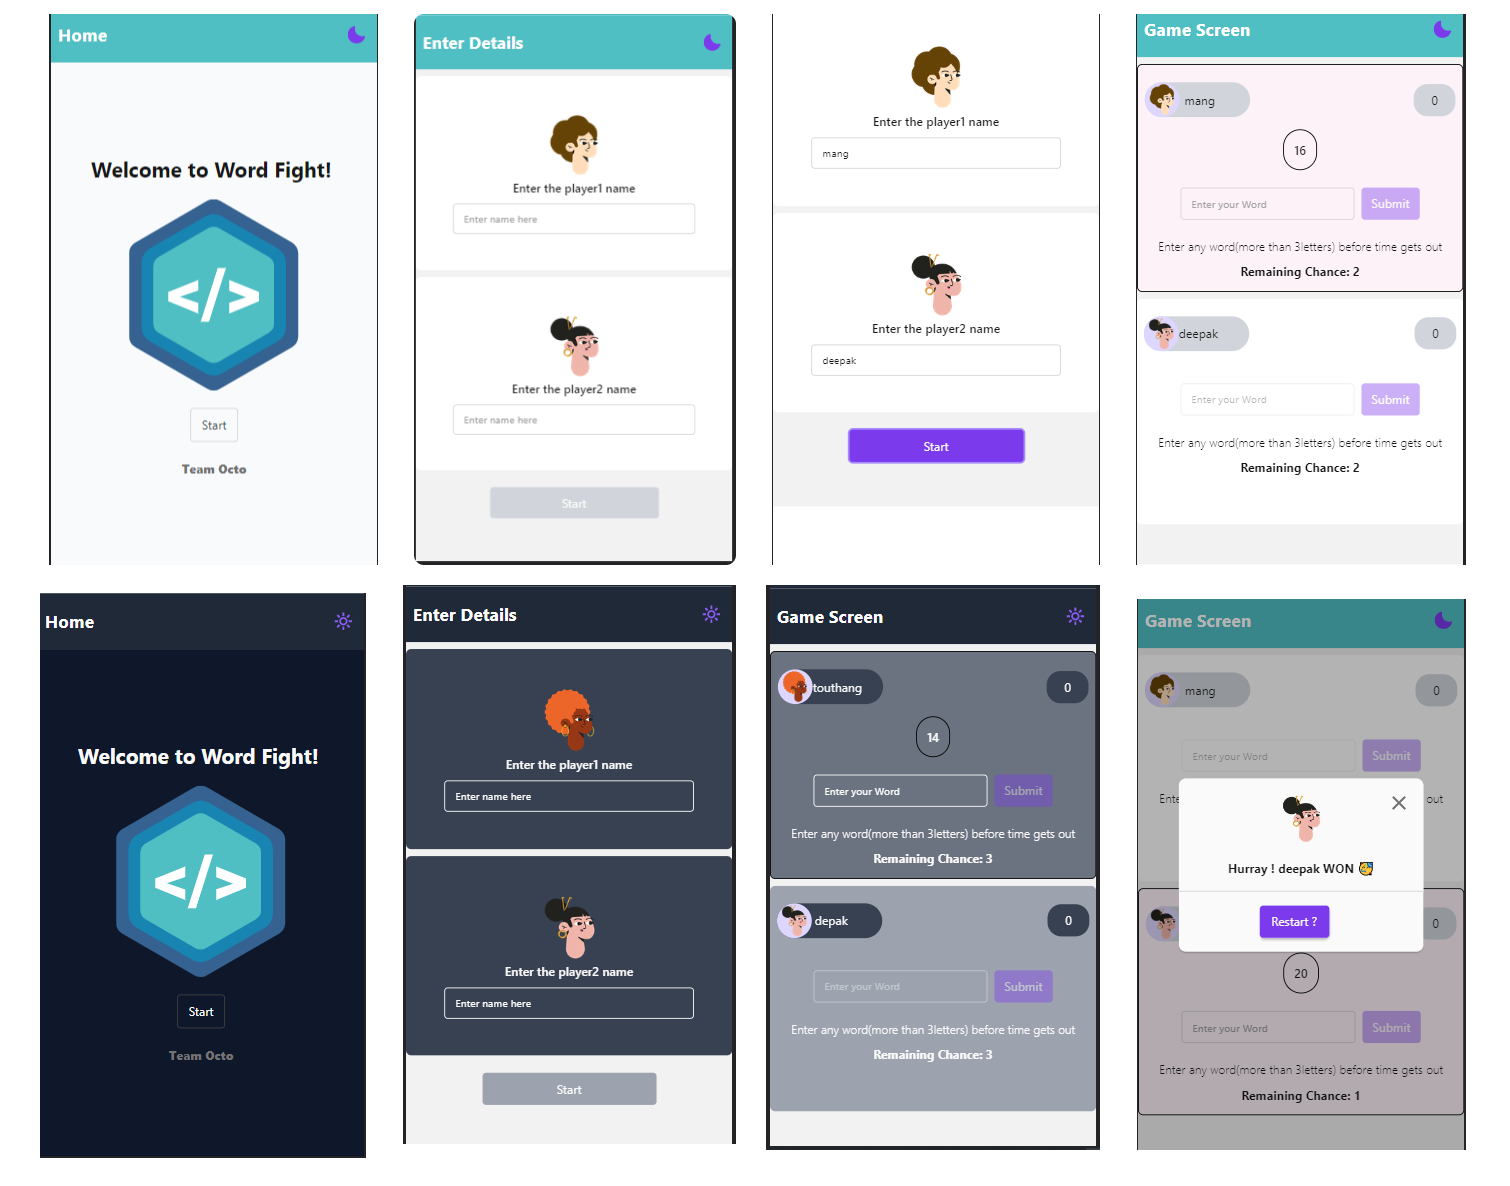 Home
Welcome to Word Fight!
</>
Start
Team Octo
Enter Details
Enter the player1 name
Enter name here
Enter the player2 name
Enter name here
Start
Enter the player1 name
mang
Enter the player2 name
deepak
Start
Game Screen
mang 0
16
Enter your Word Submit
Enter any word(more than 3letters) before time gets out
Remaining Chance: 2
deepak 0
Enter your Word Submit
Enter any word(more than 3letters) before time gets out
Remaining Chance: 2
Home
Welcome to Word Fight!
</>
Start
Team Octo
Enter Details
Enter the player1 name
Enter name here
Enter the player2 name
Enter name here
Start
Game Screen
touthang 0
14
Enter your Word Submit
Enter any word(more than 3letters) before time gets out
Remaining Chance: 3
depak 0
Enter your Word Submit
Enter any word(more than 3letters) before time gets out
Remaining Chance: 3
Game Screen
mang 0
Enter your Word Submit
Ente out
Hurray ! deepak WON 🥳
Restart ?
0
20
Enter your Word Submit
Enter any word(more than 3letters) before time gets out
Remaining Chance: 1